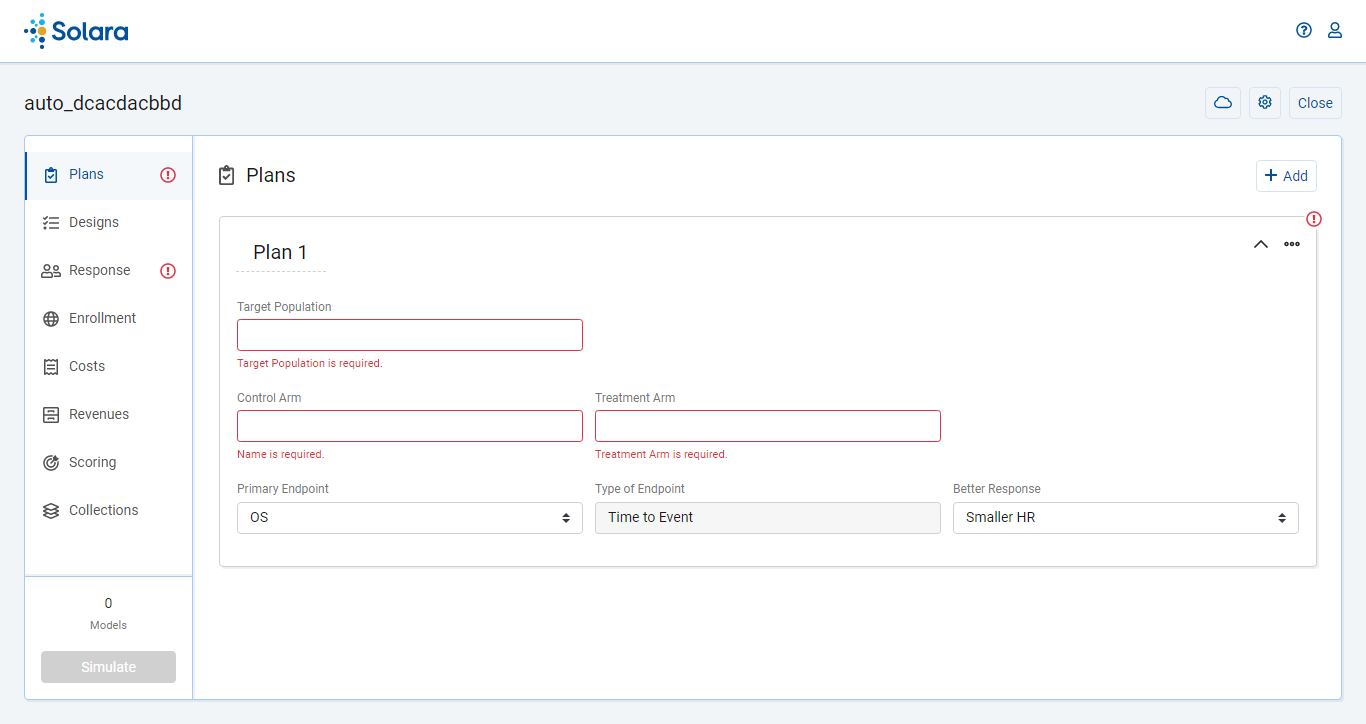 Solara
auto_dcacdacbbd
Close
Plans
Designs
Response
Enrollment
Costs
Revenues
Scoring
Collections
0
Models
Simulate
Plans
Add
Plan 1
Target Population
Target Population is required.
Control Arm
Treatment Arm
Name is required.
Treatment Arm is required.
Primary Endpoint
Type of Endpoint
Better Response
OS
Time to Event
Smaller HR